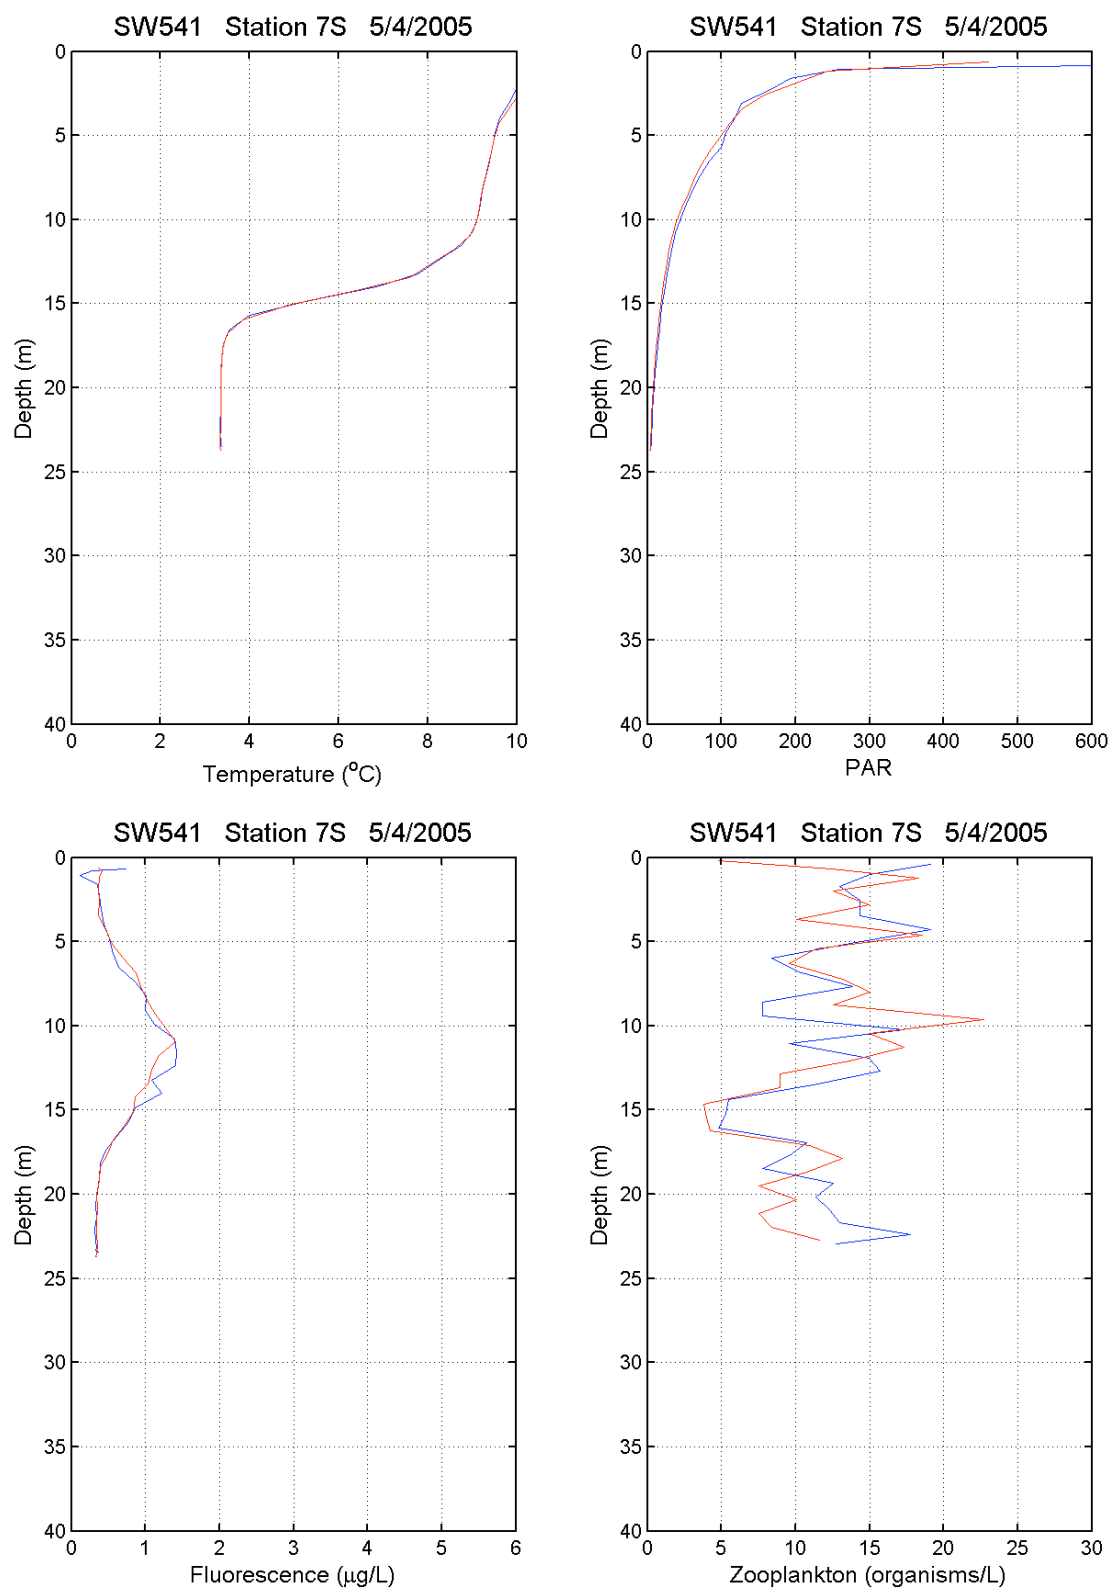 SW541 Station 7S 5/4/2005
0
5
10
15
20
25
30
35
40
Depth (m)
0 2 4 6 8 10
Temperature (°C)
SW541 Station 7S 5/4/2005
0
5
10
15
20
25
30
35
40
Depth (m)
0 100 200 300 400 500 600
PAR
SW541 Station 7S 5/4/2005
0
5
10
15
20
25
30
35
40
Depth (m)
0 1 2 3 4 5 6
Fluorescence (µg/L)
SW541 Station 7S 5/4/2005
0
5
10
15
20
25
30
35
40
Depth (m)
0 5 10 15 20 25 30
Zooplankton (organisms/L)